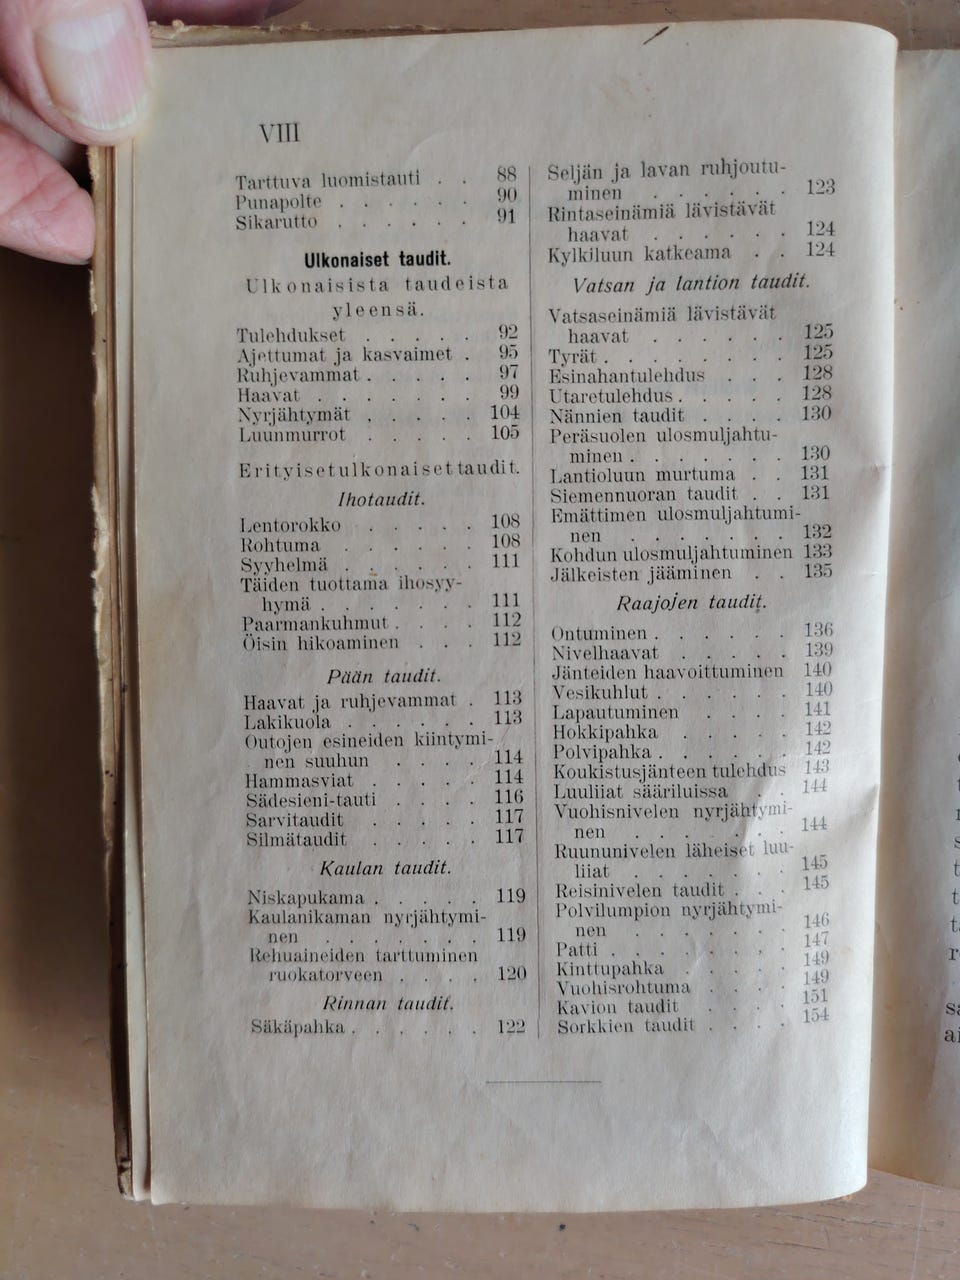 VIII
Tarttuva luomistauti . . 88
Punapolte . . . . . . 90
Sikarutto . . . . . . 91
Ulkonaiset taudit.
Ulkonaisista taudeista
yleensä.
Tulehdukset . . . . . 92
Ajettumat ja kasvaimet . 95
Ruhjevammat . . . . . 97
Haavat . . . . . . . 99
Nyrjähtymät . . . . . 104
Luunmurrot . . . . . 105
Erityiset ulkonaiset taudit.
Ihotaudit.
Lentorokko . . . . . 108
Rohtuma . . . . . . 108
Syyhelmä . . . . . . 111
Täiden tuottama ihosyy-
hymä . . . . . . . 111
Paarmankuhmut . . . . 112
Öisin hikoaminen . . . 112
Pään taudit.
Haavat ja ruhjevammat . 113
Lakikuola . . . . . . 113
Outojen esineiden kiintymi-
nen suuhun . . . . 114
Hammasviat . . . . . 114
Sädesieni-tauti . . . . 116
Sarvitaudit . . . . . 117
Silmätaudit . . . . . 117
Kaulan taudit.
Niskapukama . . . . . 119
Kaulanikaman nyrjähtymi-
nen . . . . . . . 119
Rehuaineiden tarttuminen
ruokatorveen . . . . 120
Rinnan taudit.
Säkäpahka . . . . . . 122
Seljän ja lavan ruhjoutu-
minen . . . . . . 123
Rintaseinämiä lävistävät
haavat . . . . . . 124
Kylkiluun katkeama . . 124
Vatsan ja lantion taudit.
Vatsaseinämiä lävistävät
haavat . . . . . . 125
Tyrät . . . . . . . . 125
Esinahantulehdus . . . 128
Utaretulehdus . . . . . 128
Nännien taudit . . . . 130
Peräsuolen ulosmuljahtu-
minen . . . . . . . 130
Lantioluun murtuma . . 131
Siemennuoran taudit . . 131
Emättimen ulosmuljahtumi-
nen . . . . . . . 132
Kohdun ulosmuljahtuminen 133
Jälkeisten jääminen . . 135
Raajojen taudit.
Ontuminen . . . . . . 136
Nivelhaavat . . . . . 139
Jänteiden haavoittuminen 140
Vesikuhlut . . . . . . 140
Lapautuminen . . . . 141
Hokkipahka . . . . . 142
Polvipahka . . . . . . 142
Koukistusjänteen tulehdus 143
Luuliiat sääriluissa . . 144
Vuohisnivelen nyrjähtymi-
nen . . . . . . . 144
Ruununivelen läheiset luu-
liiat . . . . . . . 145
Reisinivelen taudit . . . 145
Polvilumpion nyrjähtymi-
nen . . . . . . . 146
Patti . . . . . . . . 147
Kinttupahka . . . . . 149
Vuohisrohtuma . . . . 149
Kavion taudit . . . . 151
Sorkkien taudit . . . . 154